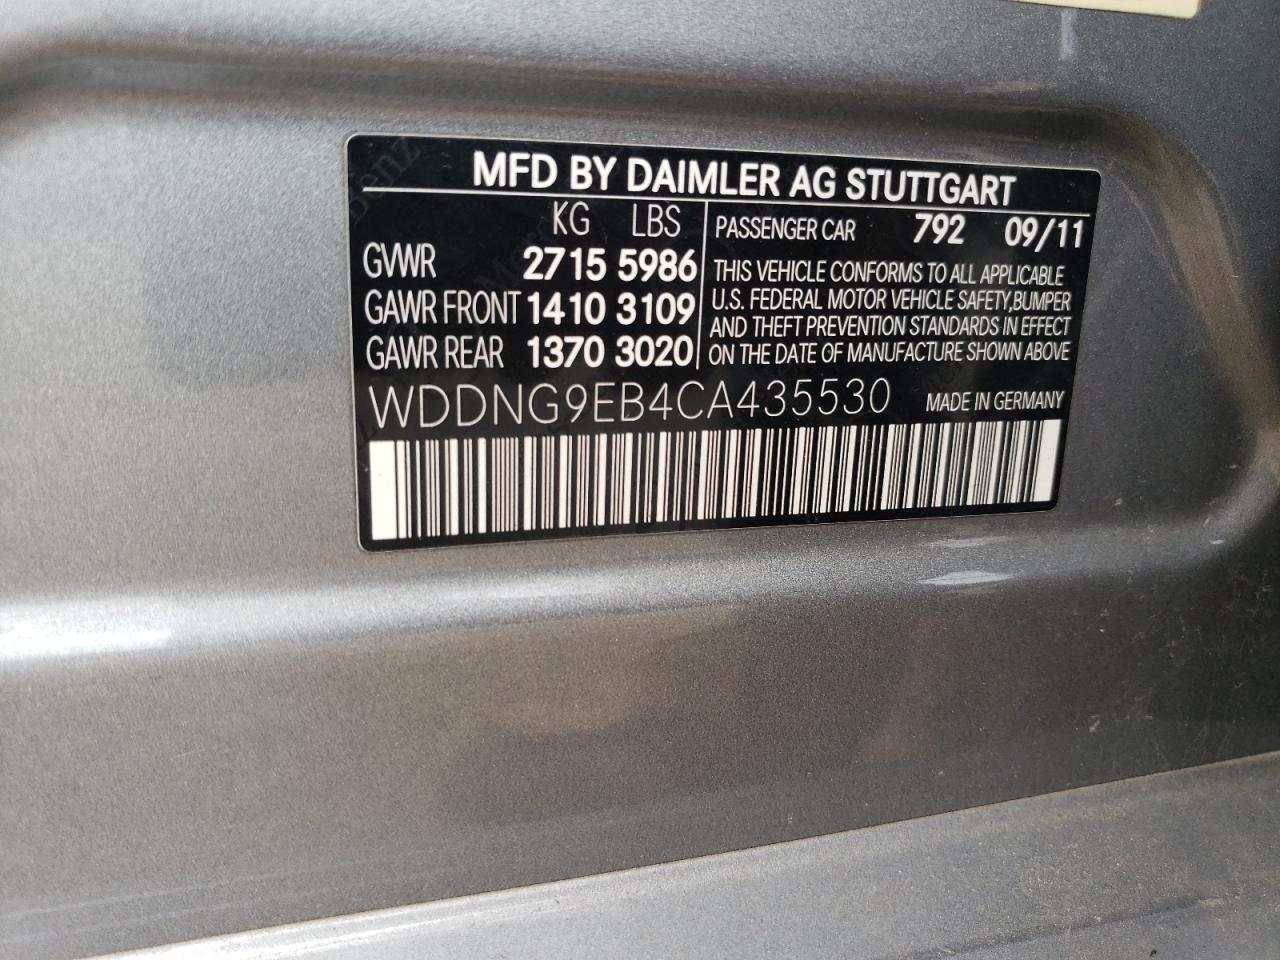 MFD BY DAIMLER AG STUTTGART
KG LBS
GVWR 2715 5986
GAWR FRONT 1410 3109
GAWR REAR 1370 3020
PASSENGER CAR 792 09/11
THIS VEHICLE CONFORMS TO ALL APPLICABLE
U.S. FEDERAL MOTOR VEHICLE SAFETY,BUMPER
AND THEFT PREVENTION STANDARDS IN EFFECT
ON THE DATE OF MANUFACTURE SHOWN ABOVE
WDDNG9EB4CA435530 MADE IN GERMANY